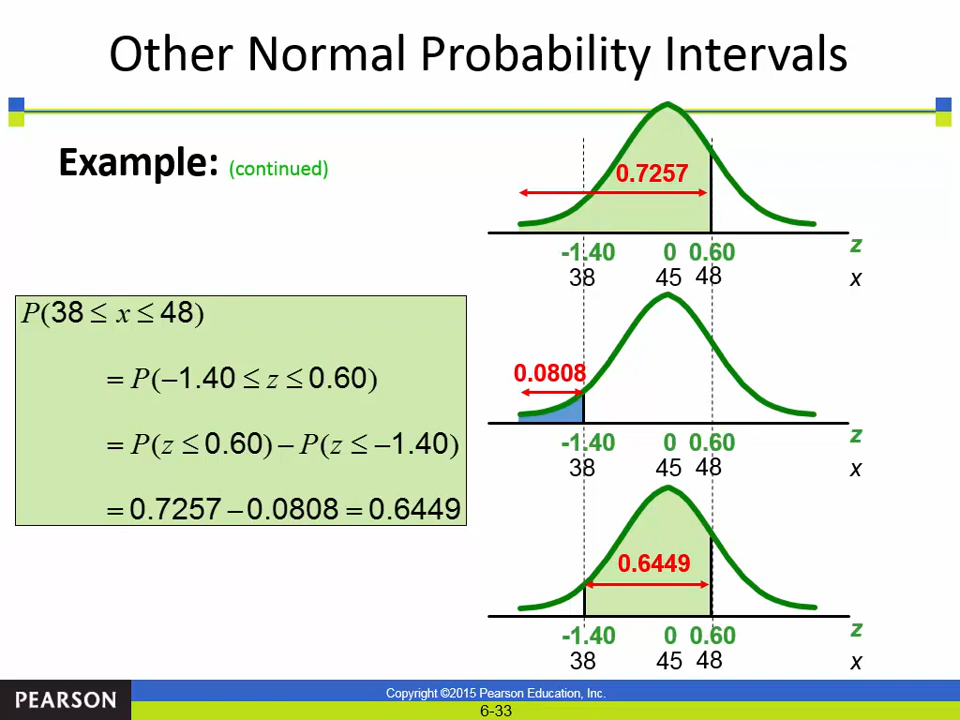 Other Normal Probability Intervals
Example: (continued)
P(38 ≤ x ≤ 48)
= P(−1.40 ≤ z ≤ 0.60)
= P(z ≤ 0.60) − P(z ≤ −1.40)
= 0.7257 − 0.0808 = 0.6449
0.7257
-1.40 0 0.60 z
38 45 48 x
0.0808
-1.40 0 0.60 z
38 45 48 x
0.6449
-1.40 0 0.60 z
38 45 48 x
PEARSON
Copyright ©2015 Pearson Education, Inc.
6-33